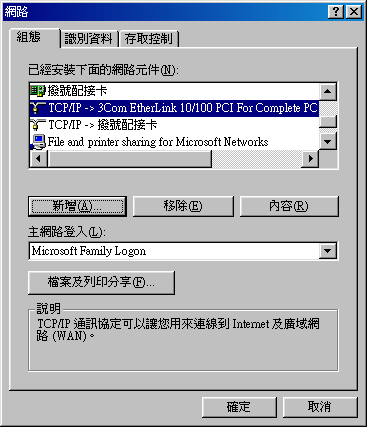 網路
組態 識別資料 存取控制
已經安裝下面的網路元件(N):
撥號配接卡
TCP/IP -> 3Com EtherLink 10/100 PCI For Complete PC
TCP/IP -> 撥號配接卡
File and printer sharing for Microsoft Networks
新增(A)... 移除(E) 內容(R)
主網路登入(L):
Microsoft Family Logon
檔案及列印分享(F)...
說明
TCP/IP 通訊協定可以讓您用來連線到 Internet 及廣域網
路 (WAN)。
確定 取消